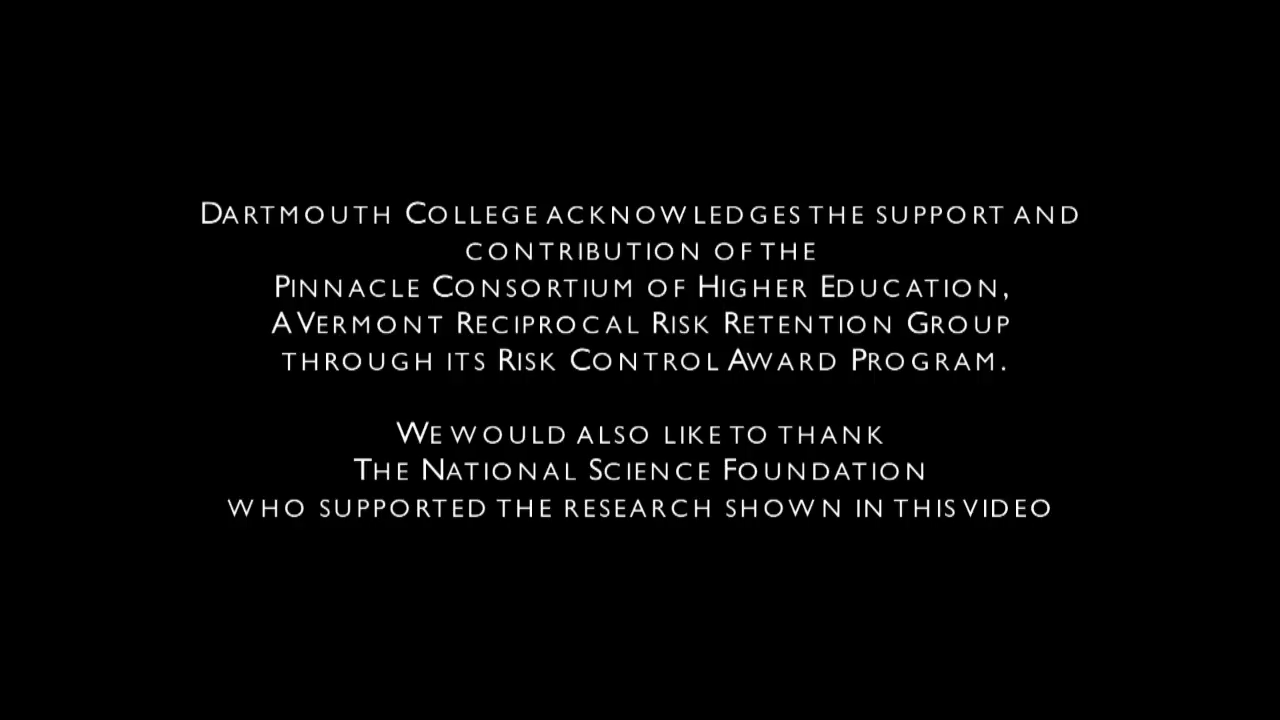 DARTMOUTH COLLEGE ACKNOWLEDGES THE SUPPORT AND
CONTRIBUTION OF THE
PINNACLE CONSORTIUM OF HIGHER EDUCATION,
A VERMONT RECIPROCAL RISK RETENTION GROUP
THROUGH ITS RISK CONTROL AWARD PROGRAM.
WE WOULD ALSO LIKE TO THANK
THE NATIONAL SCIENCE FOUNDATION
WHO SUPPORTED THE RESEARCH SHOWN IN THIS VIDEO